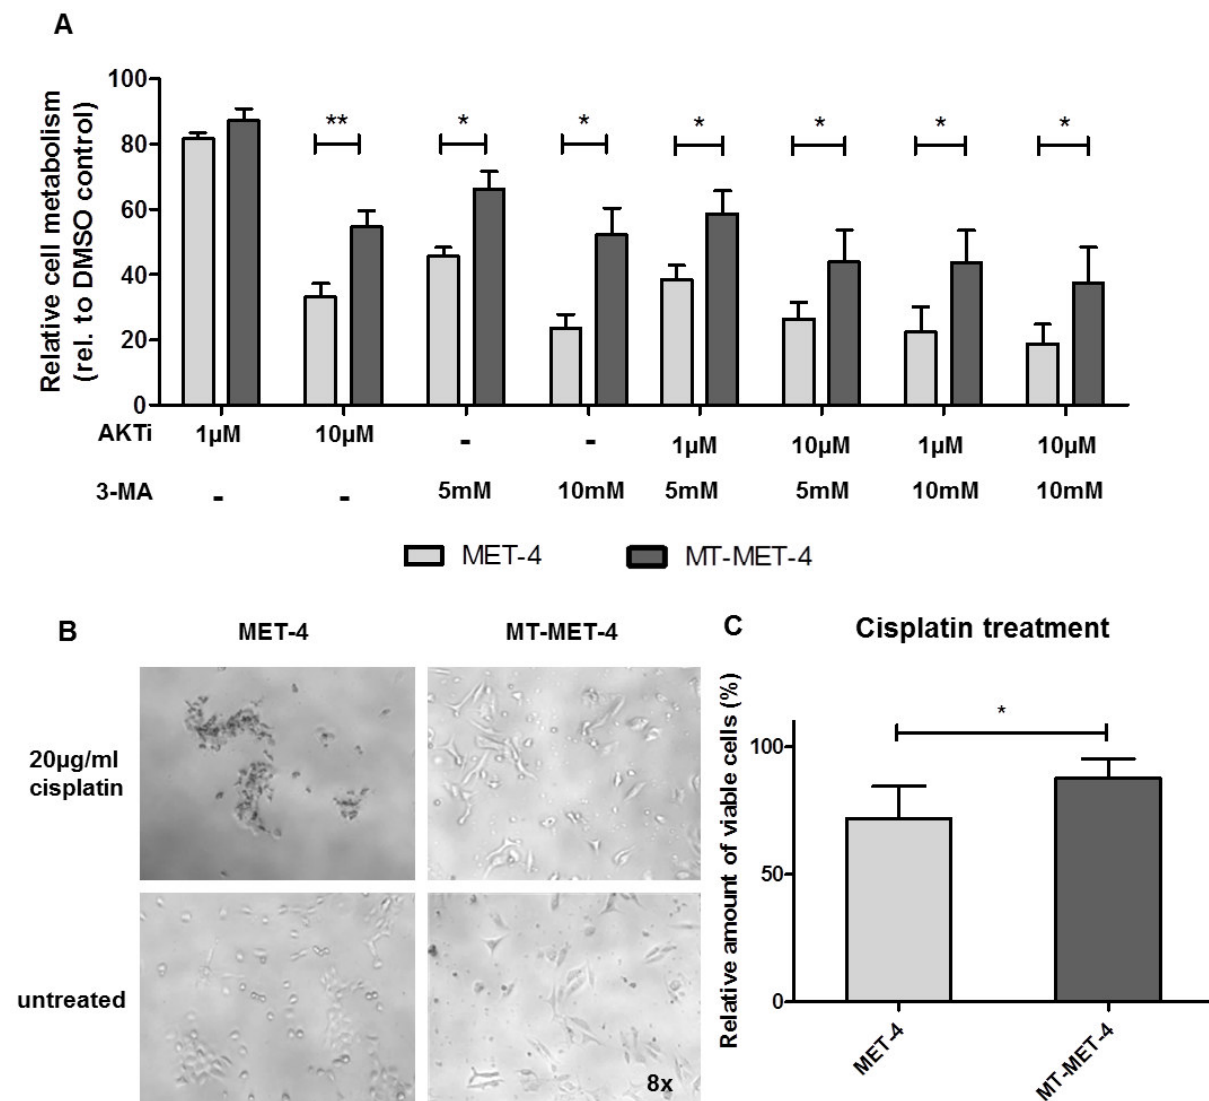 A
Relative cell metabolism
(rel. to DMSO control)
100
80
60
40
20
0
** * * * * * *
AKTi 1µM 10µM - - 1µM 10µM 1µM 10µM
3-MA - - 5mM 10mM 5mM 5mM 10mM 10mM
MET-4 MT-MET-4
B MET-4 MT-MET-4
20µg/ml
cisplatin
untreated
8x
C Cisplatin treatment
Relative amount of viable cells (%)
100
50
0
*
MET-4 MT-MET-4